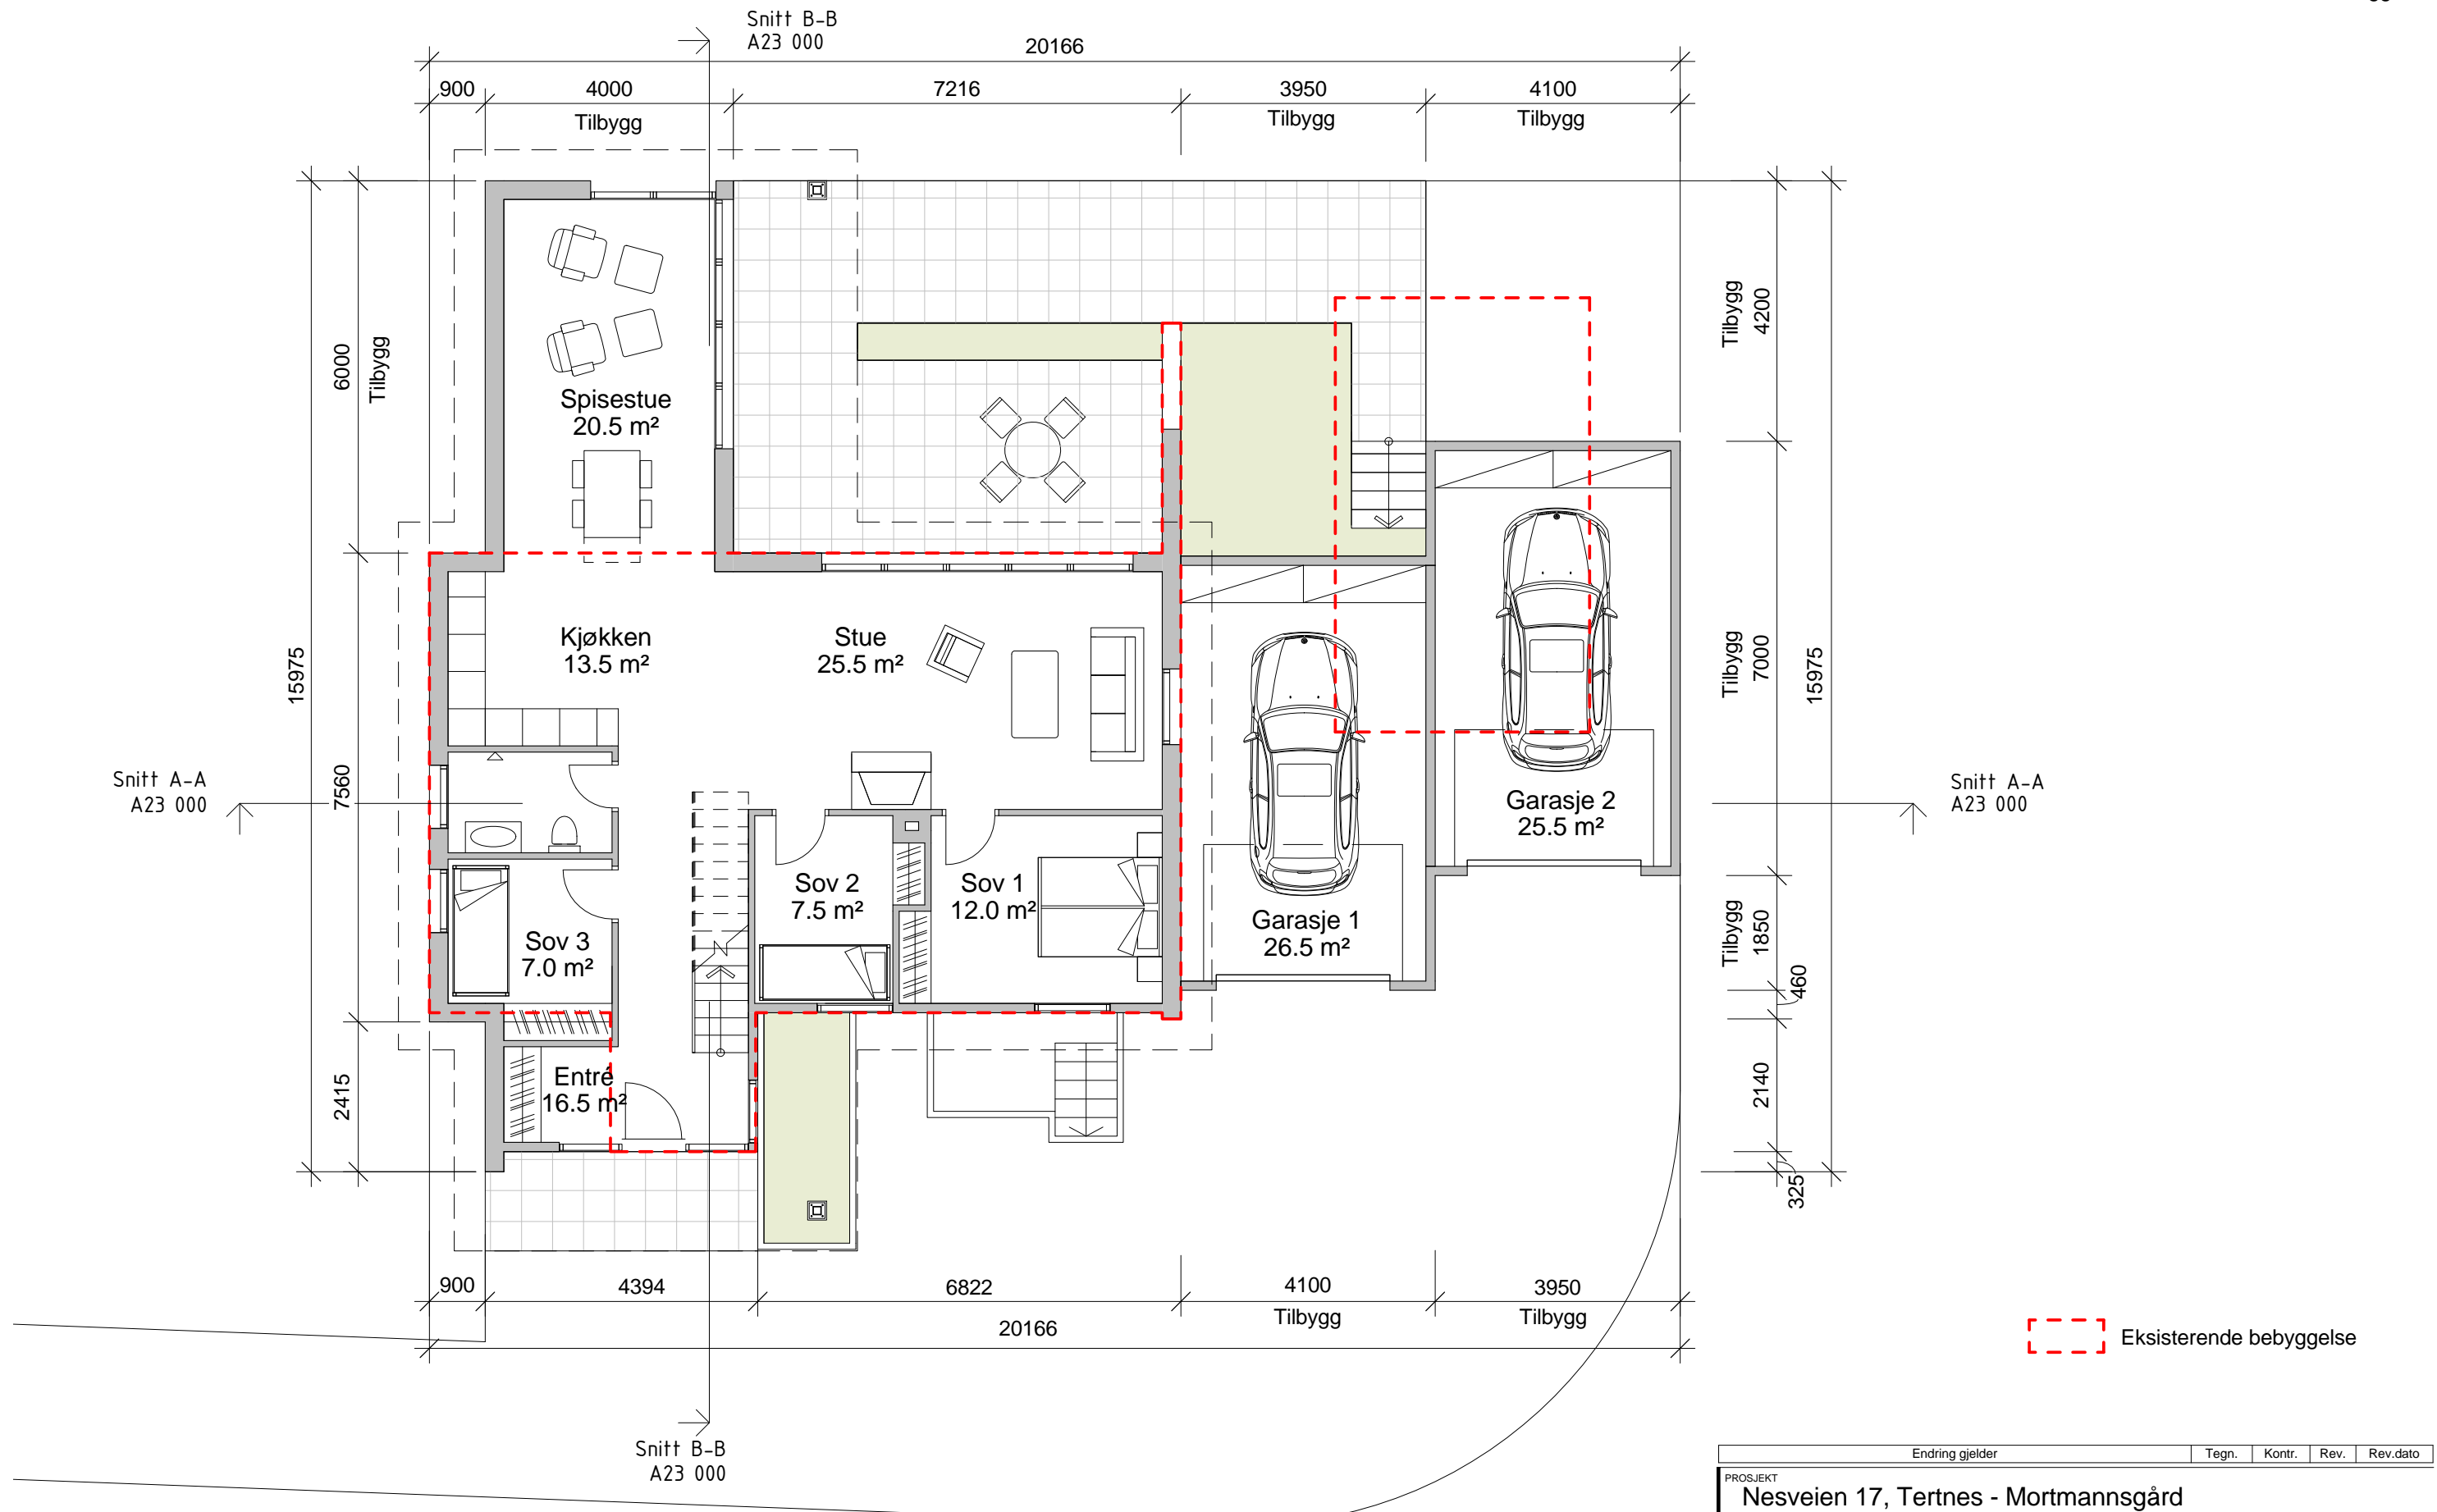 Snitt B-B
A23 000
20166
900
4000
7216
3950
4100
Tilbygg
Tilbygg
Tilbygg
Spisestue
20.5 m²
6000
Tilbygg
Tilbygg
4200
Kjøkken
13.5 m²
Stue
25.5 m²
15975
Tilbygg
7000
15975
Snitt A-A
A23 000
7560
Snitt A-A
A23 000
Garasje 2
25.5 m²
Sov 2
7.5 m²
Sov 1
12.0 m²
Garasje 1
26.5 m²
Sov 3
7.0 m²
Tilbygg
1850
460
Entré
16.5 m²
2415
2140
325
900
4394
6822
4100
3950
Tilbygg
Tilbygg
20166
Eksisterende bebyggelse
Snitt B-B
A23 000
Endring gjelder
Tegn.
Kontr.
Rev.
Rev.dato
PROSJEKT
Nesveien 17, Tertnes - Mortmannsgård